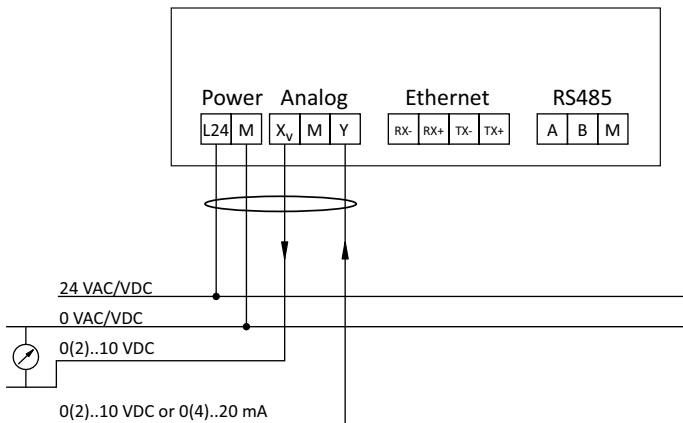 Power Analog Ethernet RS485
L24 M Xv M Y RX- RX+ TX- TX+ A B M
24 VAC/VDC
0 VAC/VDC
0(2)..10 VDC
0(2)..10 VDC or 0(4)..20 mA